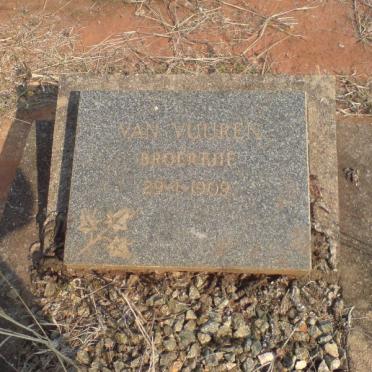 VAN VUUREN
BROERTJIE
29-1-1909